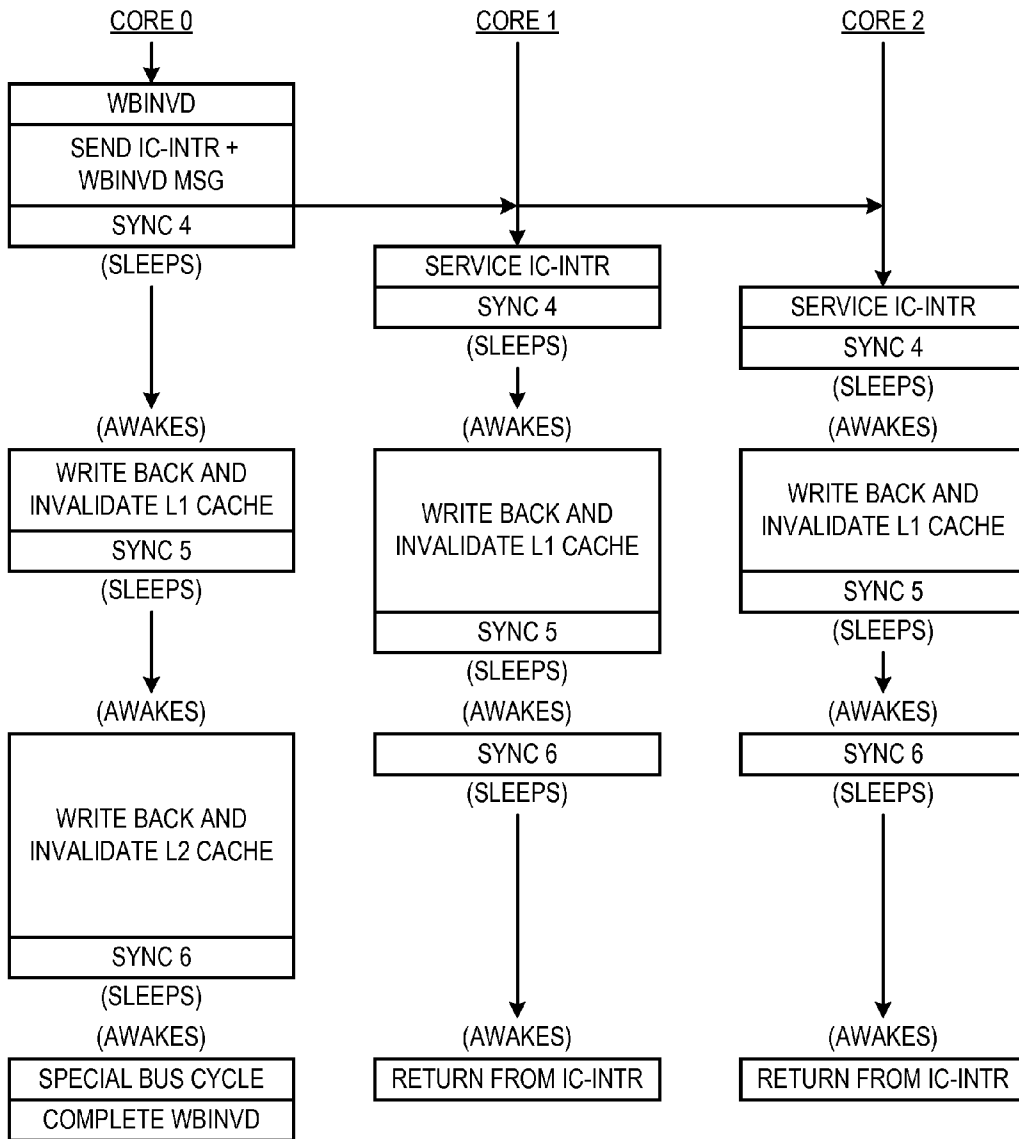 CORE 0
CORE 1
CORE 2
WBINVD
SEND IC-INTR +
WBINVD MSG
SYNC 4
(SLEEPS)
SERVICE IC-INTR
SYNC 4
(SLEEPS)
SERVICE IC-INTR
SYNC 4
(SLEEPS)
(AWAKES)
(AWAKES)
(AWAKES)
WRITE BACK AND
INVALIDATE L1 CACHE
SYNC 5
(SLEEPS)
WRITE BACK AND
INVALIDATE L1 CACHE
SYNC 5
(SLEEPS)
WRITE BACK AND
INVALIDATE L1 CACHE
SYNC 5
(SLEEPS)
(AWAKES)
(AWAKES)
(AWAKES)
WRITE BACK AND
INVALIDATE L2 CACHE
SYNC 6
(SLEEPS)
SYNC 6
(SLEEPS)
SYNC 6
(SLEEPS)
(AWAKES)
(AWAKES)
(AWAKES)
SPECIAL BUS CYCLE
COMPLETE WBINVD
RETURN FROM IC-INTR
RETURN FROM IC-INTR